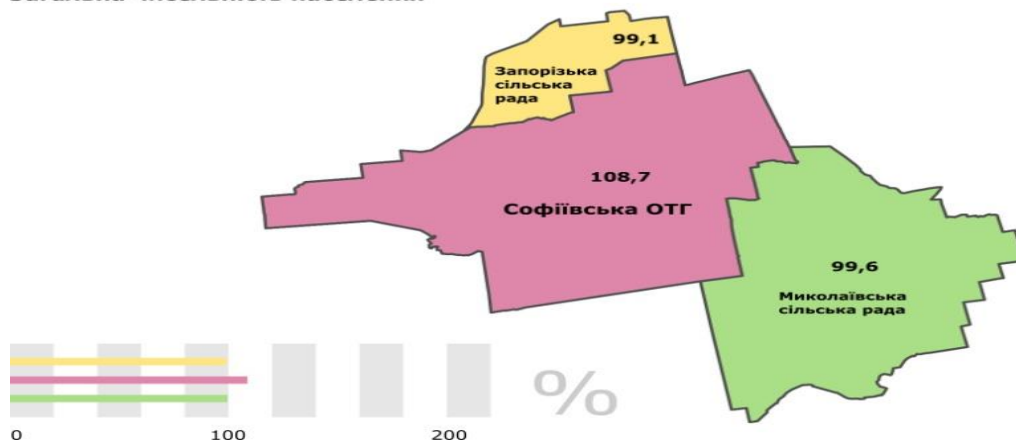 99,1
Запорізька
сільська
рада
108,7
Софіївська ОТГ
99,6
Миколаївська
сільська рада
%
0 100 200